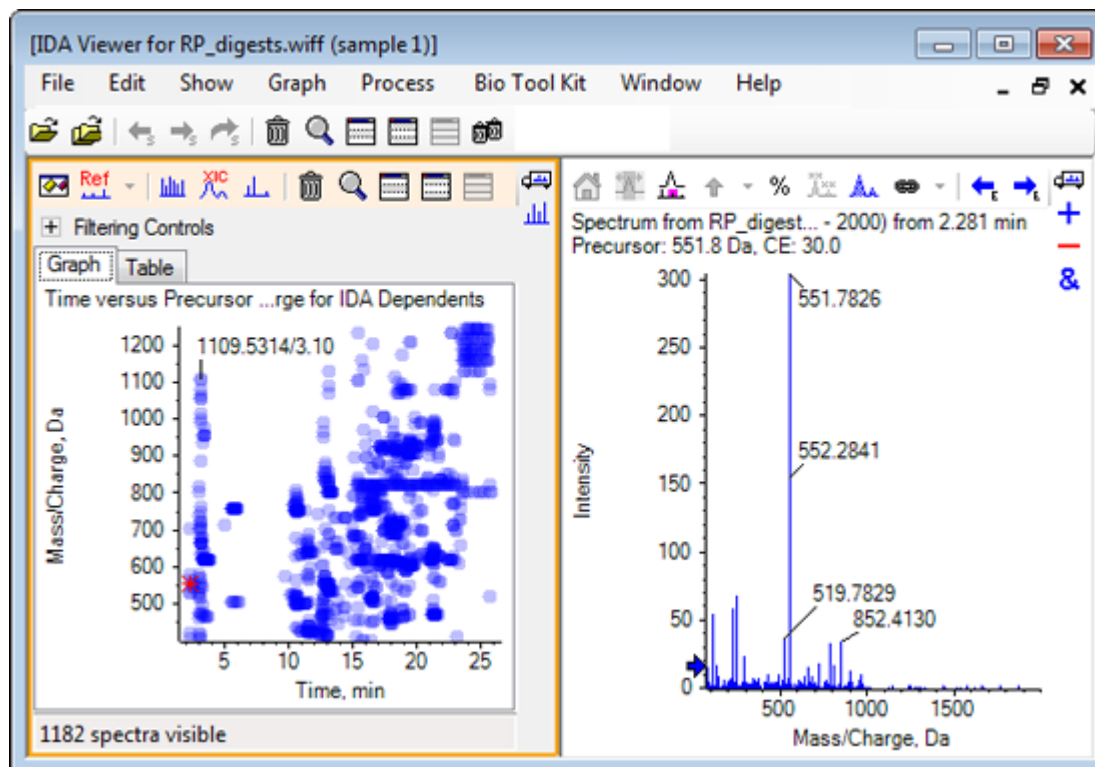 [IDA Viewer for RP_digests.wiff (sample 1)]
File Edit Show Graph Process Bio Tool Kit Window Help
S S S
Ref XIC
Filtering Controls
Graph Table
Time versus Precursor ...rge for IDA Dependents
1109.5314/3.10
1200
1100
1000
900
800
700
600
500
Mass/Charge, Da
5 10 15 20 25
Time, min
1182 spectra visible
% E E
Spectrum from RP_digest... - 2000) from 2.281 min
Precursor: 551.8 Da, CE: 30.0
+
−
&
300
250
200
150
100
50
0
Intensity
551.7826
552.2841
519.7829
852.4130
500 1000 1500
Mass/Charge, Da